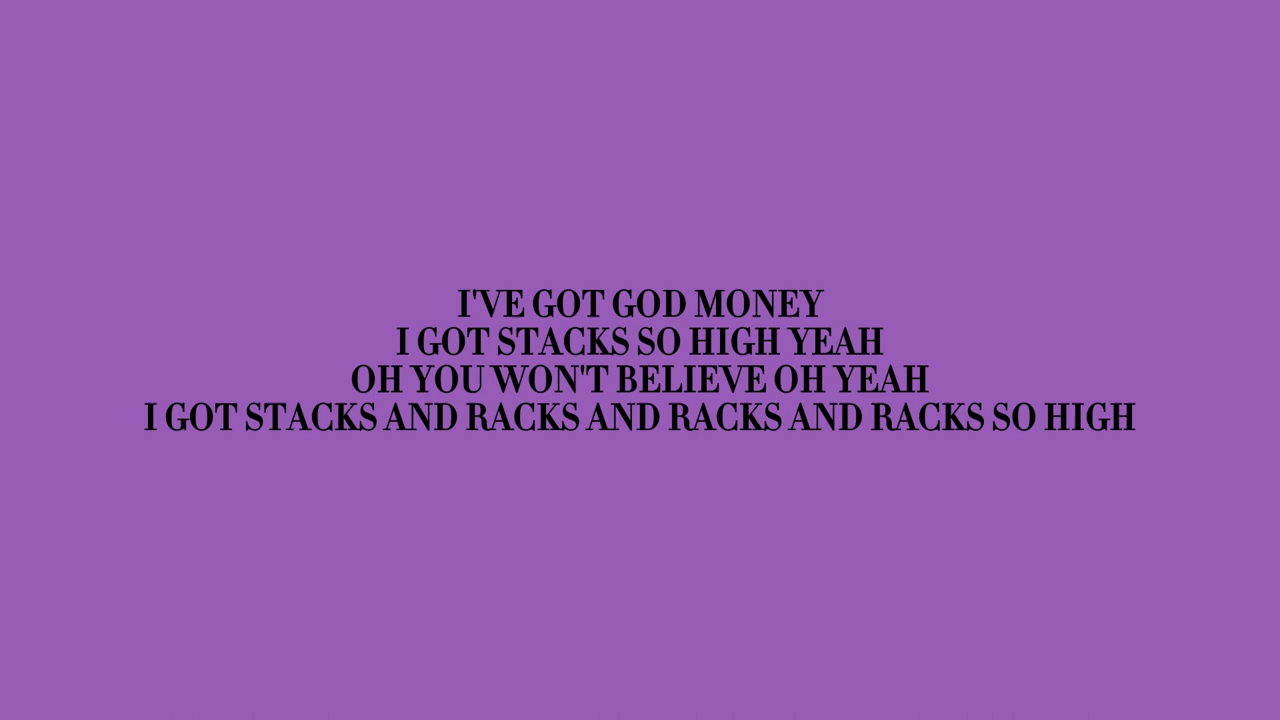 I'VE GOT GOD MONEY
I GOT STACKS SO HIGH YEAH
OH YOU WON'T BELIEVE OH YEAH
I GOT STACKS AND RACKS AND RACKS AND RACKS SO HIGH